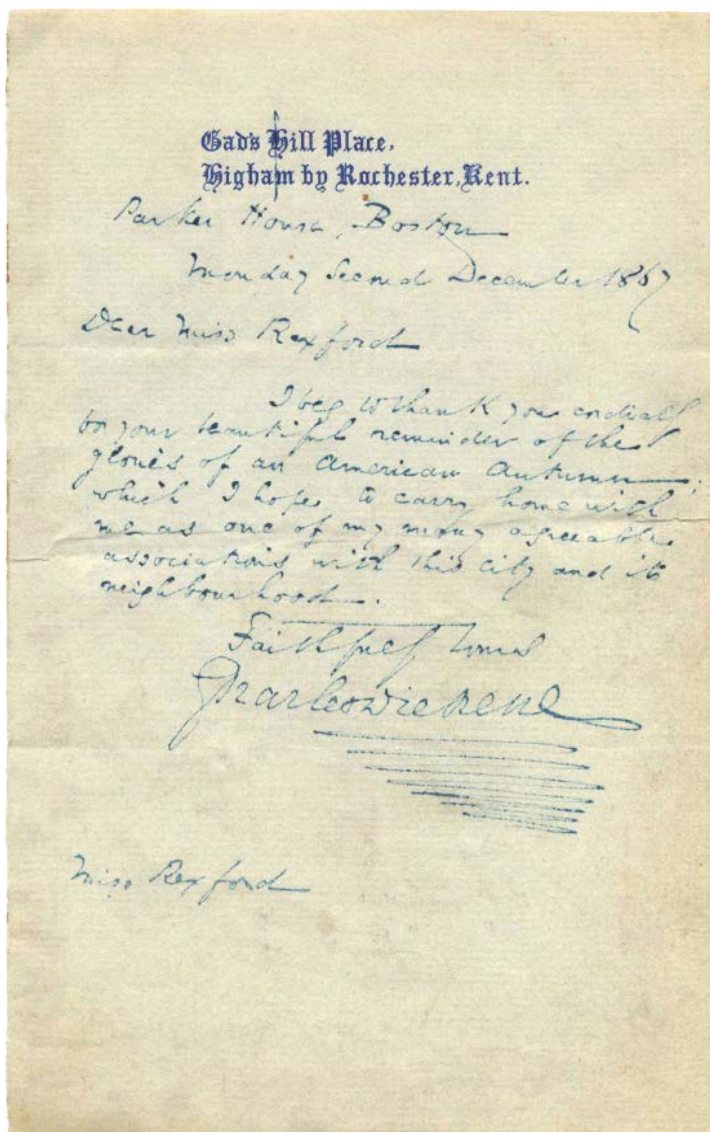 Gad's Hill Place,
Higham by Rochester, Kent.
Parker House, Boston
Monday Second December 1867
Dear Miss Rexford
I beg to thank you cordially
for your beautiful reminder of the
glories of an American Autumn
which I hope to carry home with
me as one of my many agreeable
associations with this city and its
neighbourhood.
Faithfully Yours
Charles Dickens
Miss Rexford